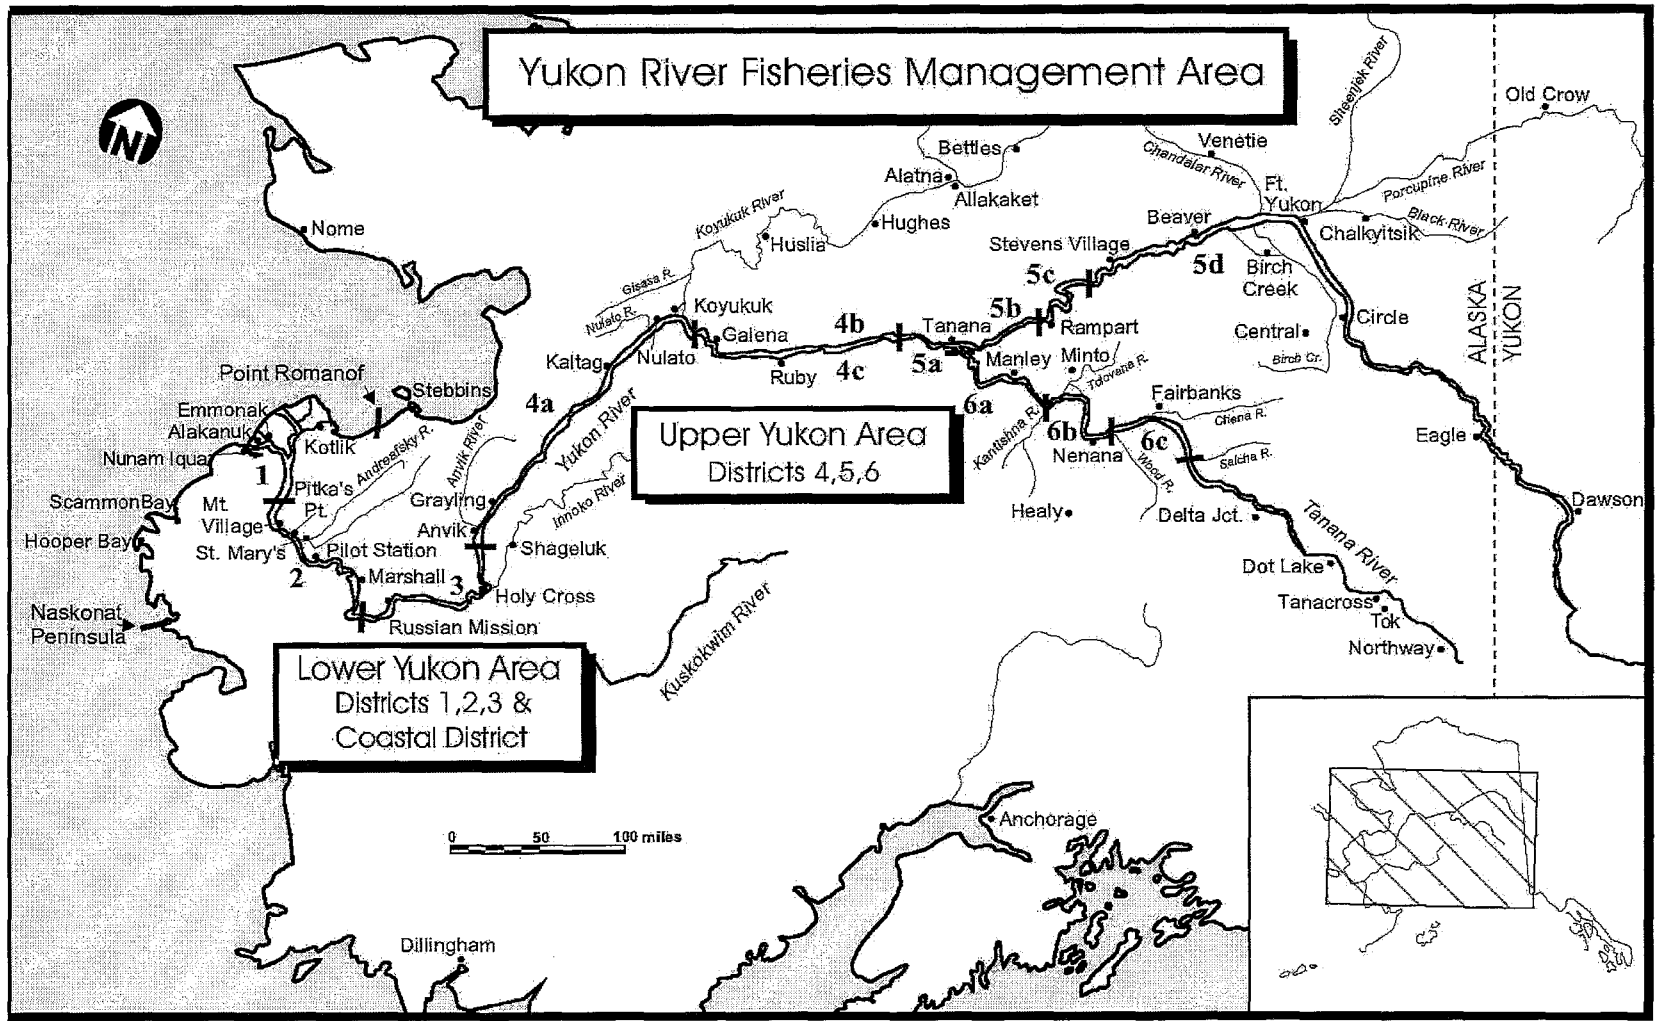 Yukon River Fisheries Management Area
N
Sheenjek River
Old Crow
Venetie
Bettles
Chandalar River
Alatna
Allakaket
Ft.
Yukon
Porcupine River
Koyukuk River
Hughes
Beaver
Black River
Nome
Huslia
Stevens Village
Chalkyitsik
5c
5d
Birch
Creek
Gisasa R.
Nulato R.
Koyukuk
5b
Galena
4b
Tanana
Rampart
Central
Circle
ALASKA
YUKON
Kaltag
Nulato
Ruby
4c
5a
Manley
Minto
Tolovana R.
Birch Cr.
Point Romanof
Stebbins
4a
Yukon River
6a
Fairbanks
Emmonak
Alakanuk
Kotlik
Andreafsky R.
Anvik River
Upper Yukon Area
Districts 4,5,6
Kantishna R.
6b
6c
Chena R.
Eagle
Nunam Iqua
1
Nenana
Salcha R.
Wood R.
Scammon Bay
Mt.
Village
Pitka's
Pt.
Grayling
Innoko River
Dawson
Hooper Bay
St. Mary's
Anvik
Healy
Delta Jct.
Tanana River
Pilot Station
Shageluk
2
Marshall
3
Holy Cross
Dot Lake
Naskonat
Peninsula
Russian Mission
Kuskokwim River
Tanacross
Tok
Northway
Lower Yukon Area
Districts 1,2,3 &
Coastal District
0 50 100 miles
Anchorage
Dillingham